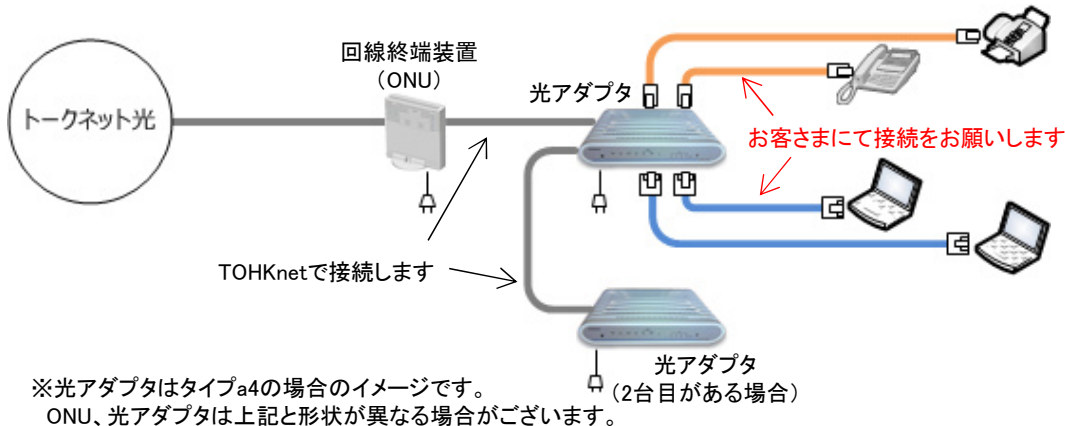 回線終端装置
（ONU）
光アダプタ
トークネット光
お客さまにて接続をお願いします
TOHKnetで接続します
光アダプタ
（2台目がある場合）
※光アダプタはタイプa4の場合のイメージです。
ONU、光アダプタは上記と形状が異なる場合がございます。